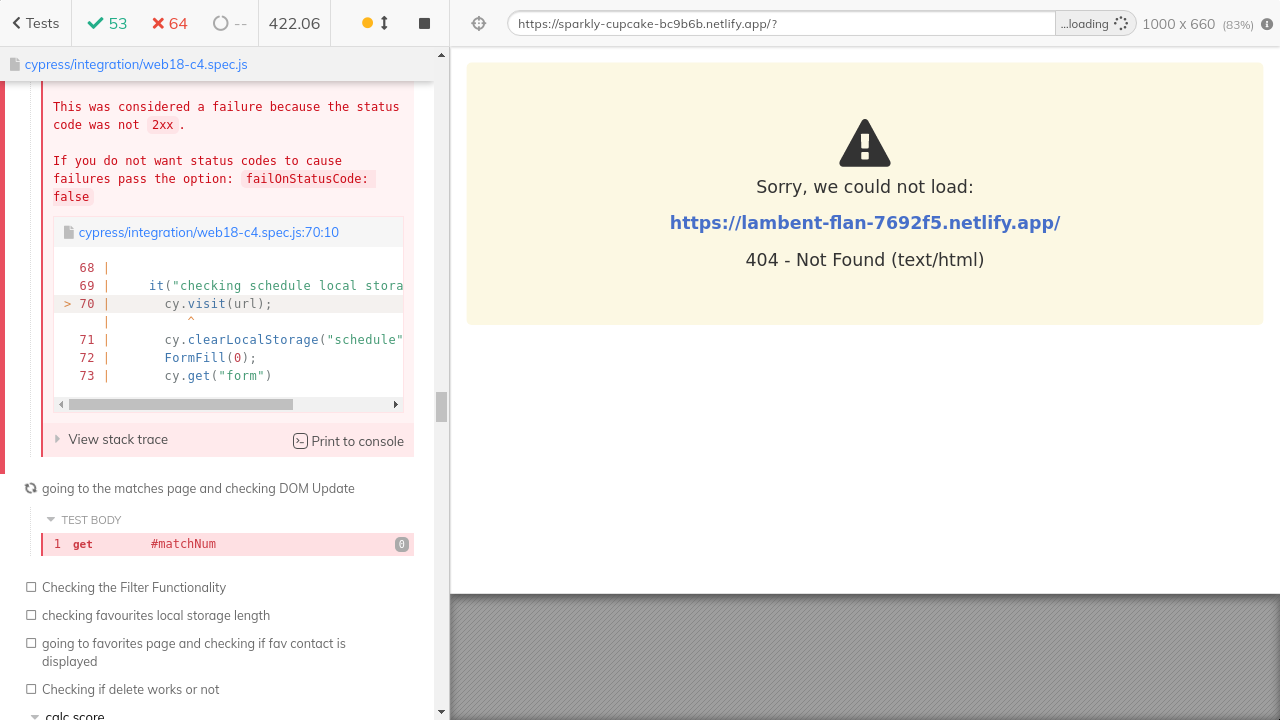 Tests
53
64
--
422.06
https://sparkly-cupcake-bc9b6b.netlify.app/?
...loading
1000 x 660 (83%)
cypress/integration/web18-c4.spec.js
This was considered a failure because the status
code was not 2xx.
If you do not want status codes to cause
failures pass the option: failOnStatusCode:
false
cypress/integration/web18-c4.spec.js:70:10
68 |
69 | it("checking schedule local stora
> 70 | cy.visit(url);
| ^
71 | cy.clearLocalStorage("schedule"
72 | FormFill(0);
73 | cy.get("form")
View stack trace
Print to console
going to the matches page and checking DOM Update
TEST BODY
1 get #matchNum 0
Checking the Filter Functionality
checking favourites local storage length
going to favorites page and checking if fav contact is
displayed
Checking if delete works or not
calc score
Sorry, we could not load:
https://lambent-flan-7692f5.netlify.app/
404 - Not Found (text/html)